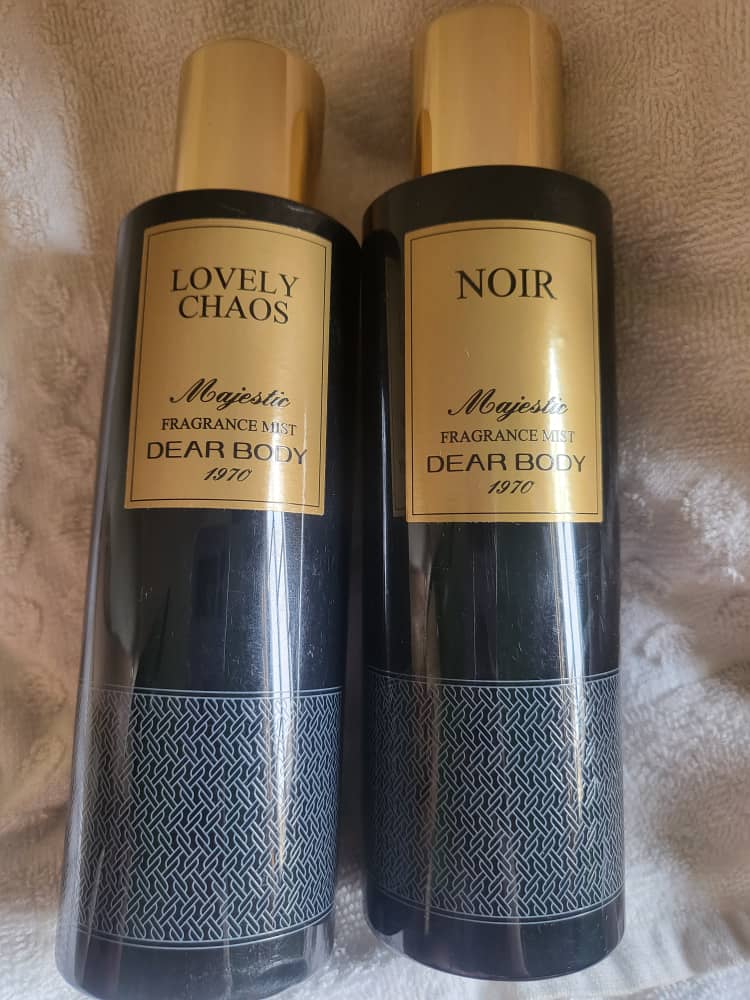 LOVELY
CHAOS
Majestic
FRAGRANCE MIST
DEAR BODY
1970
NOIR
Majestic
FRAGRANCE MIST
DEAR BODY
1970